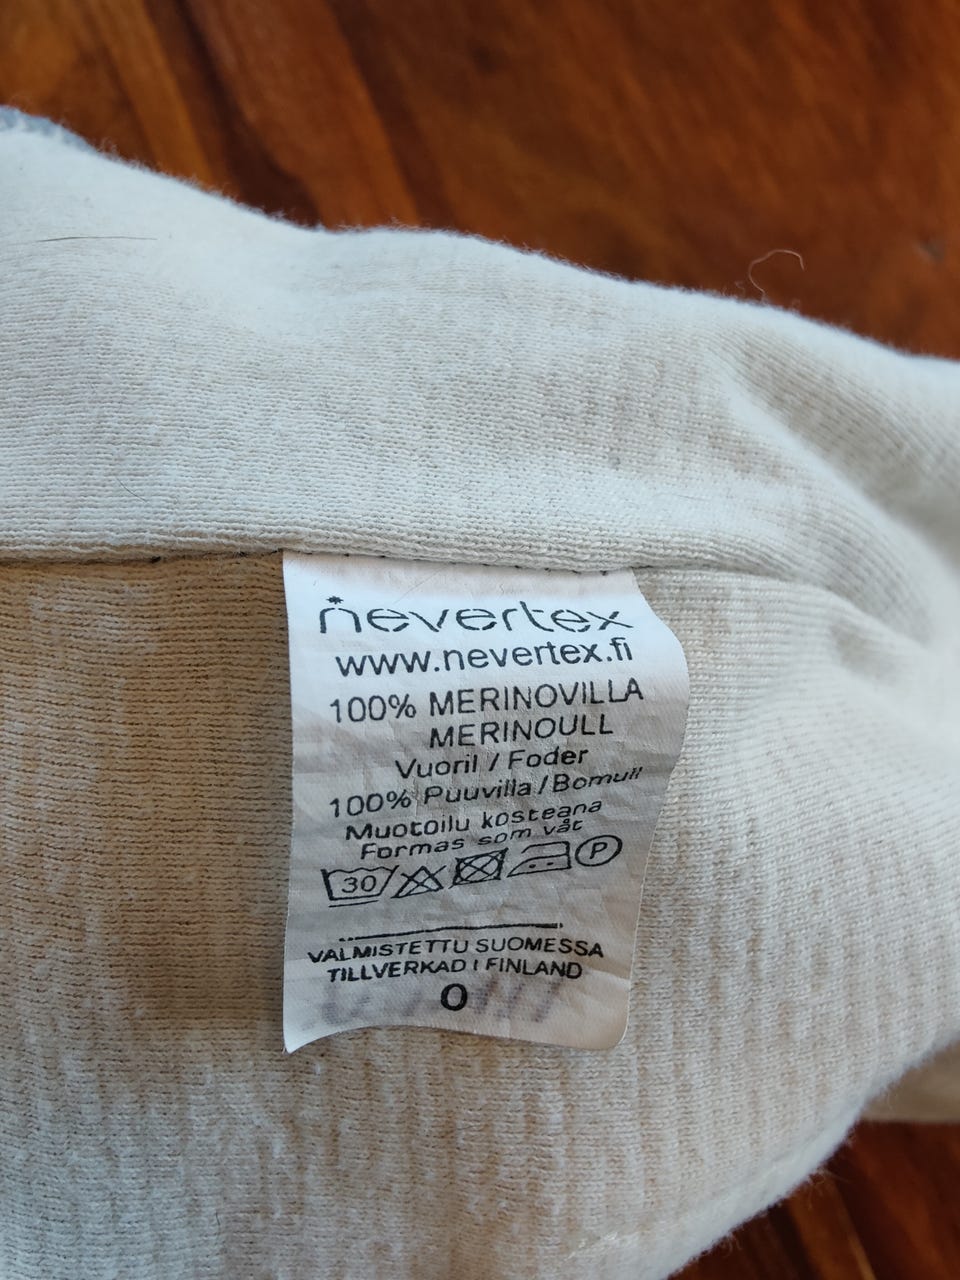 nevertex
www.nevertex.fi
100% MERINOVILLA
MERINOULL
Vuoril / Foder
100% Puuvilla / Bomull
Muotoilu kosteana
Formas som våt
30 P
VALMISTETTU SUOMESSA
TILLVERKAD I FINLAND
0